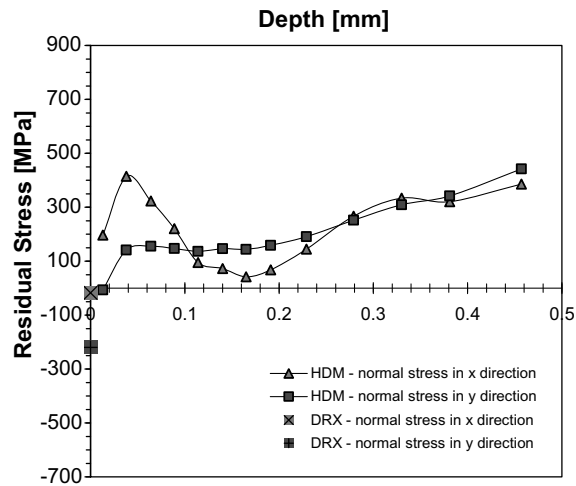 Depth [mm]
Residual Stress [MPa]
900
700
500
300
100
-100
-300
-500
-700
0
0.1
0.2
0.3
0.4
0.5
HDM - normal stress in x direction
HDM - normal stress in y direction
DRX - normal stress in x direction
DRX - normal stress in y direction